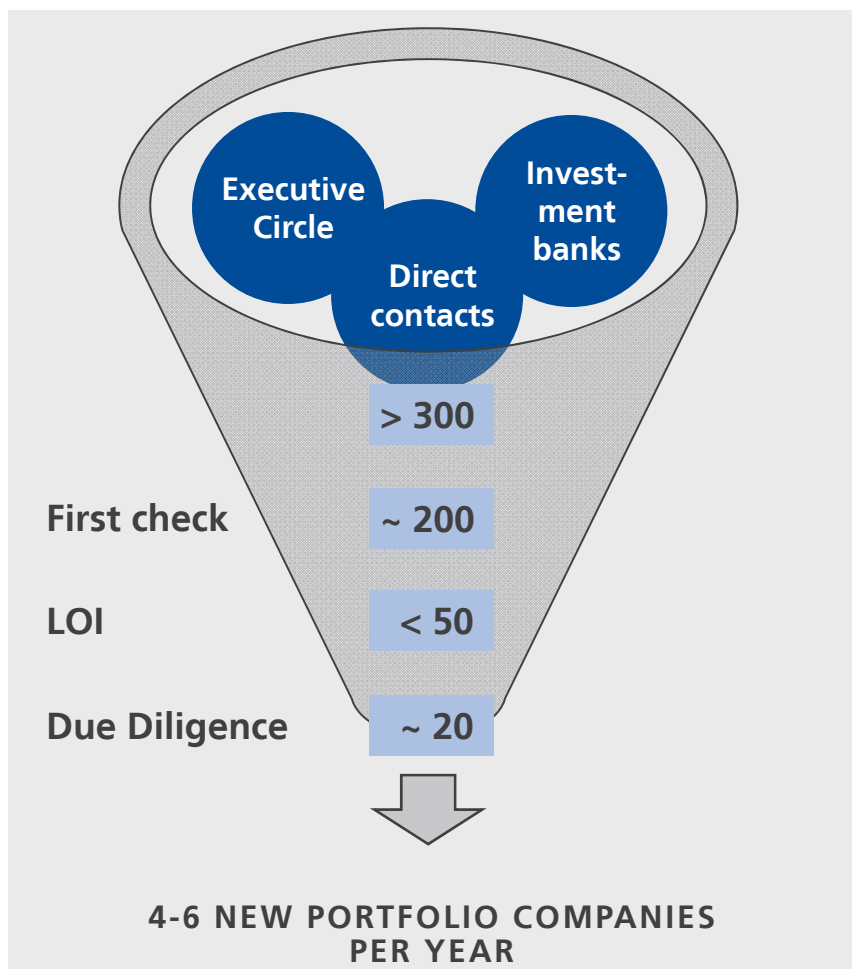 Executive
Circle
Invest-
ment
banks
Direct
contacts
> 300
First check
~ 200
LOI
< 50
Due Diligence
~ 20
4-6 NEW PORTFOLIO COMPANIES
PER YEAR